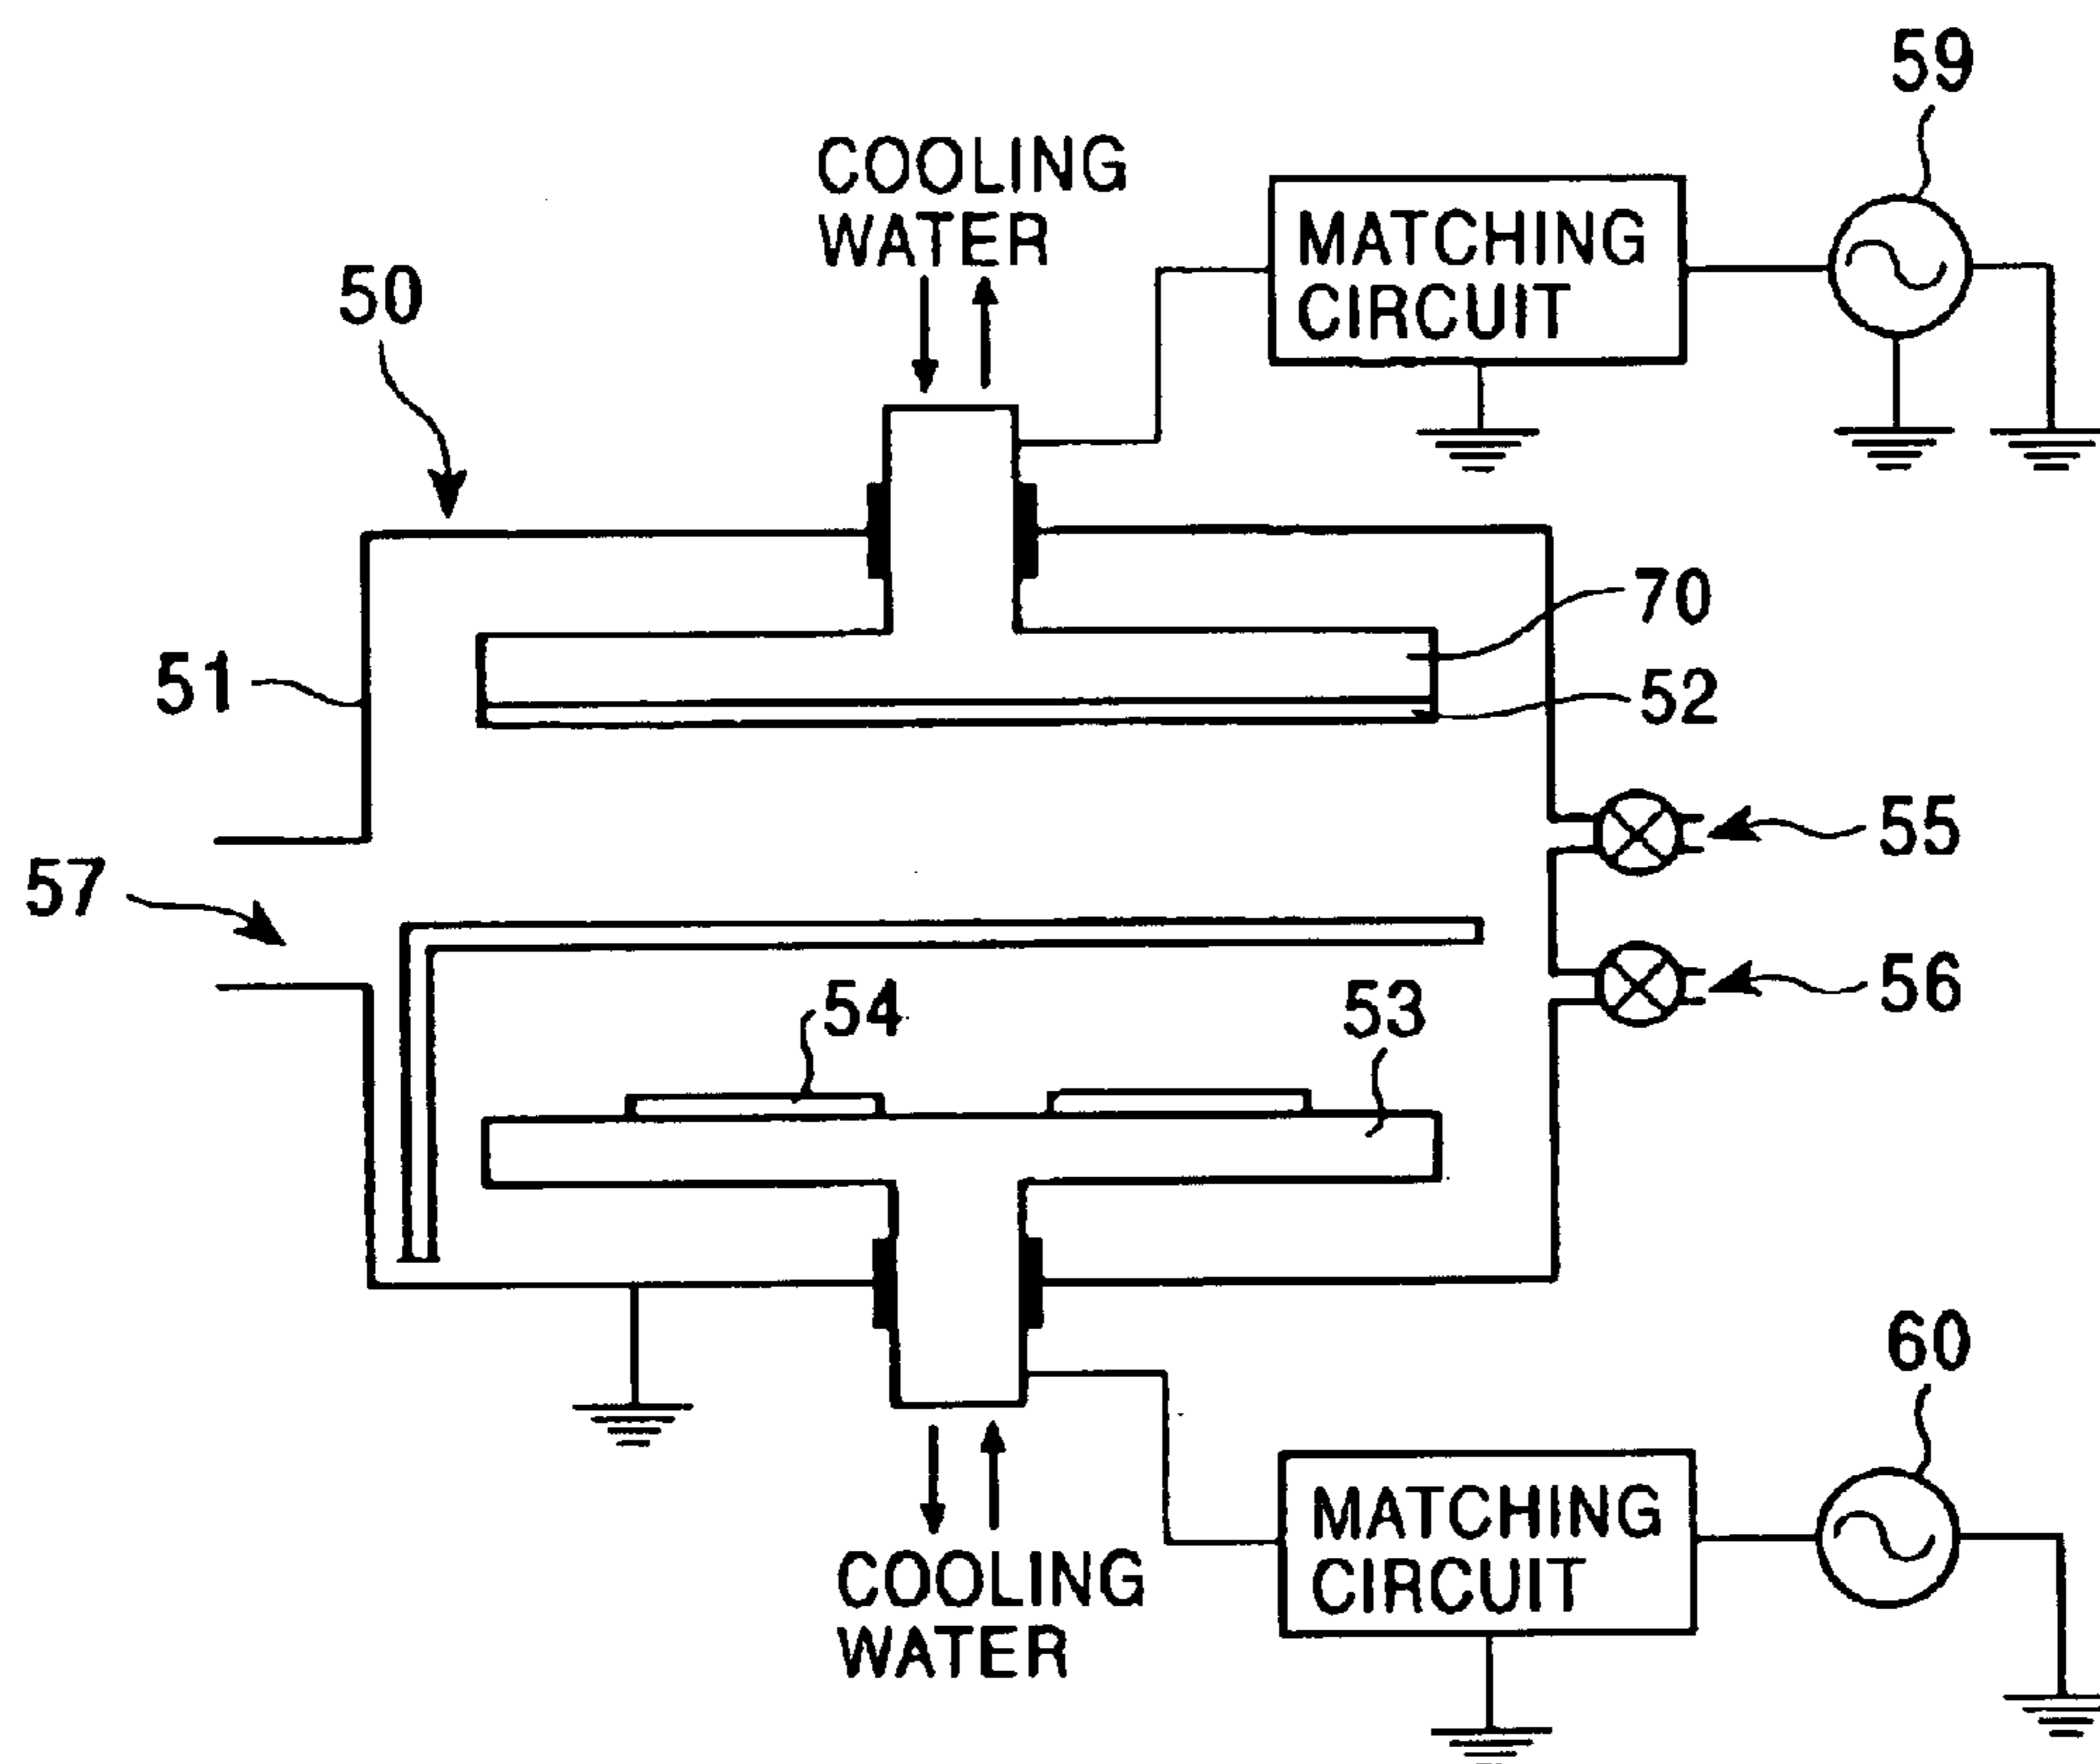 59
COOLING
WATER
MATCHING
CIRCUIT
50
70
51
52
55
57
56
54
53
60
MATCHING
CIRCUIT
COOLING
WATER